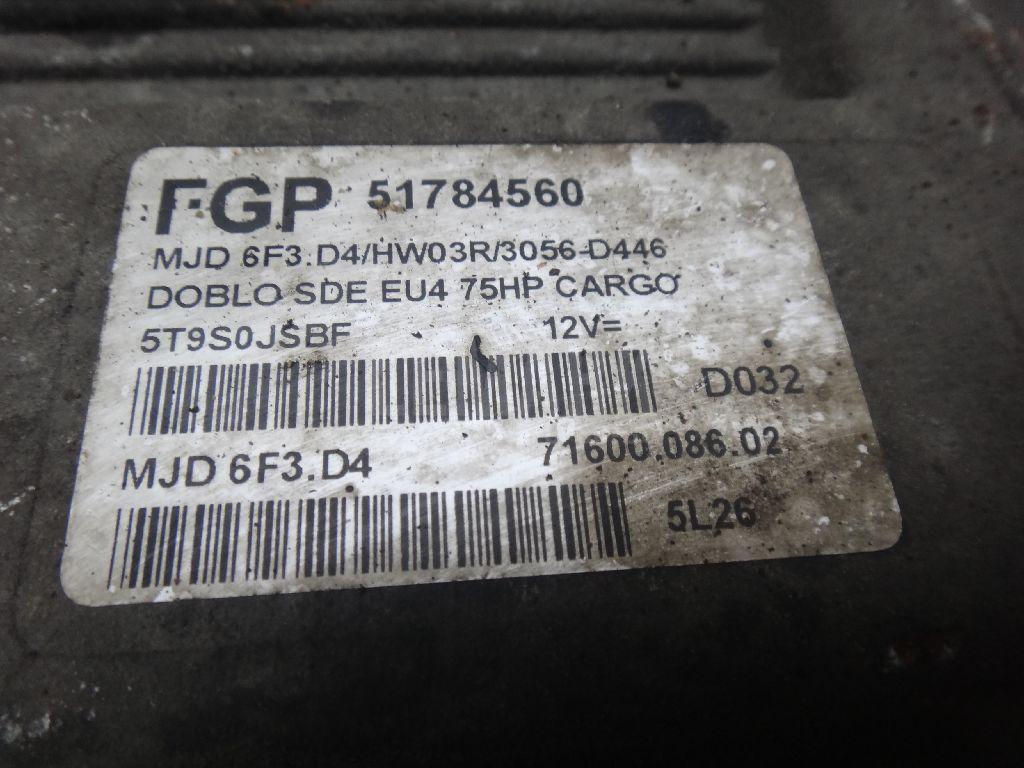 FGP 51784560
MJD 6F3.D4/HW03R/3056-D446
DOBLO SDE EU4 75HP CARGO
5T9S0JSBF 12V=
D032
MJD 6F3.D4 71600.086.02
5L26